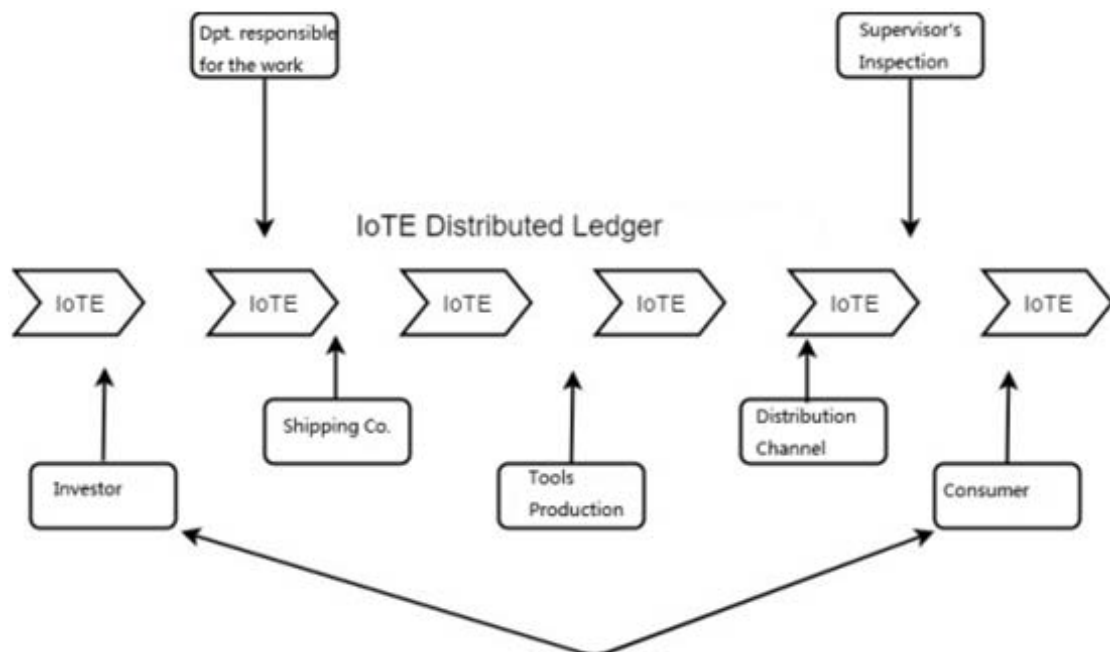 Dpt. responsible
for the work
Supervisor's
Inspection
IoTE Distributed Ledger
IoTE
IoTE
IoTE
IoTE
IoTE
IoTE
Shipping Co.
Distribution
Channel
Investor
Tools
Production
Consumer